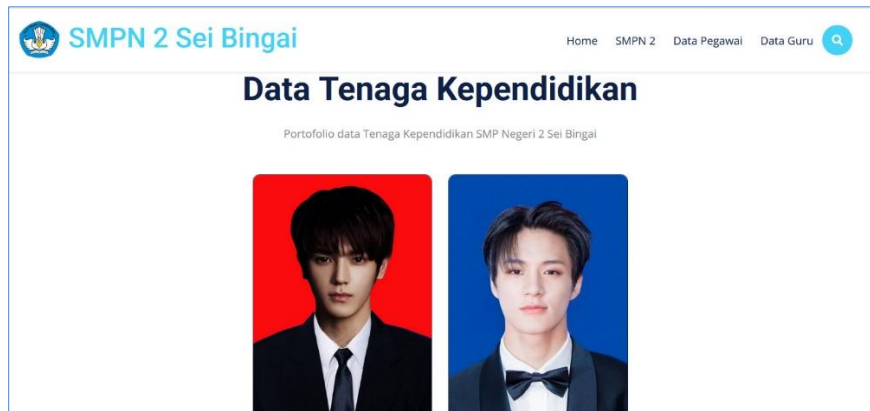 SMPN 2 Sei Bingai
Home SMPN 2 Data Pegawai Data Guru
Data Tenaga Kependidikan
Portofolio data Tenaga Kependidikan SMP Negeri 2 Sei Bingai